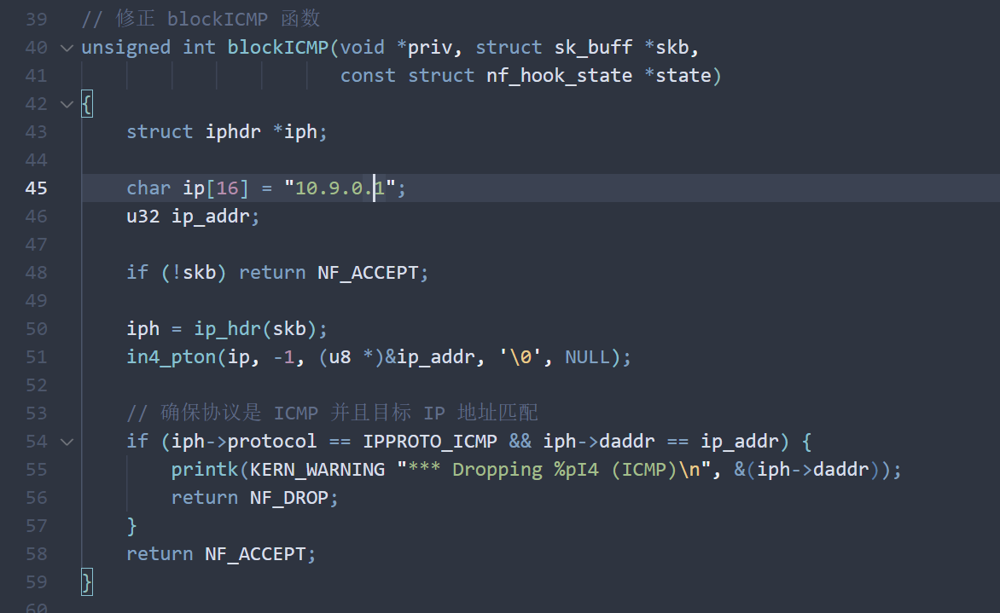 39 // 修正 blockICMP 函数
40 unsigned int blockICMP(void *priv, struct sk_buff *skb,
41                        const struct nf_hook_state *state)
42 {
43     struct iphdr *iph;
44
45     char ip[16] = "10.9.0.1";
46     u32 ip_addr;
47
48     if (!skb) return NF_ACCEPT;
49
50     iph = ip_hdr(skb);
51     in4_pton(ip, -1, (u8 *)&ip_addr, '\0', NULL);
52
53     // 确保协议是 ICMP 并且目标 IP 地址匹配
54     if (iph->protocol == IPPROTO_ICMP && iph->daddr == ip_addr) {
55         printk(KERN_WARNING "*** Dropping %pI4 (ICMP)\n", &(iph->daddr));
56         return NF_DROP;
57     }
58     return NF_ACCEPT;
59 }
60